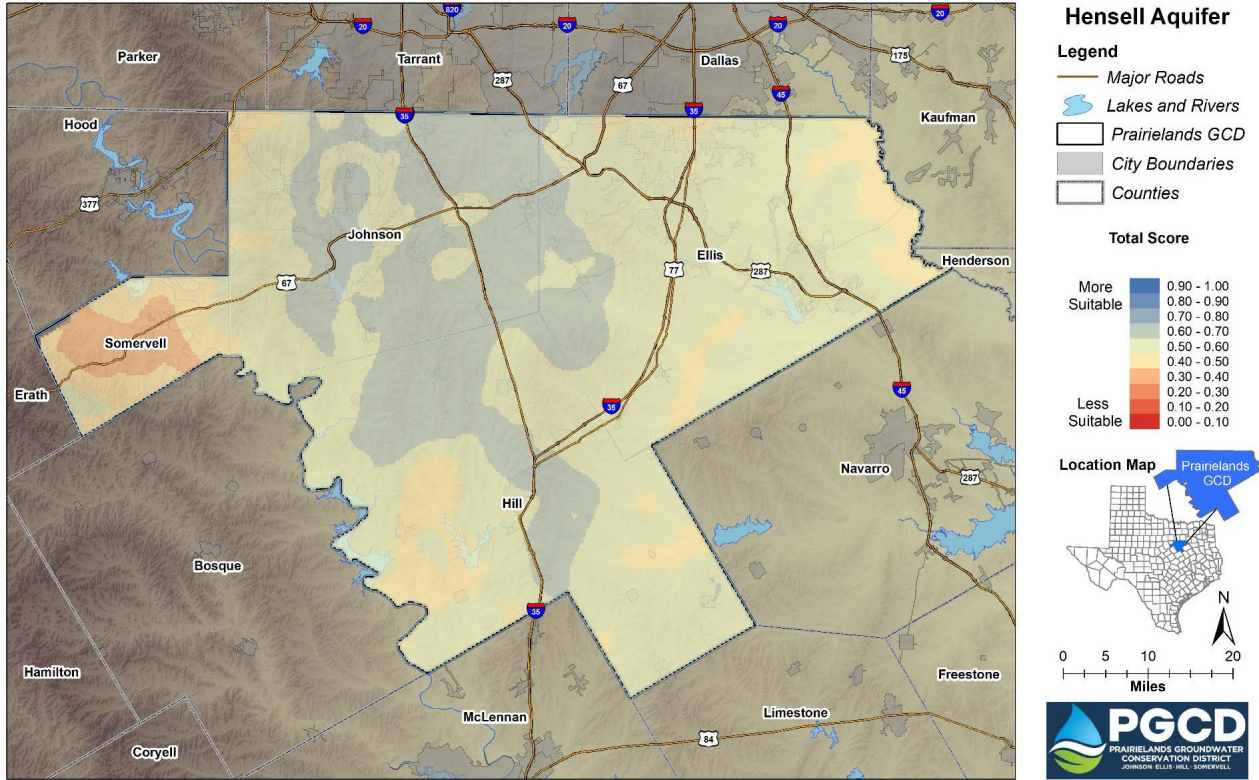 820
20
20
20
20
Parker
Tarrant
Dallas
175
287
67
45
Hood
35
35
Kaufman
377
Johnson
Ellis
Henderson
67
77
287
Somervell
Erath
35
45
Navarro
287
Hill
Bosque
35
Hamilton
Freestone
McLennan
Limestone
84
Coryell
Hensell Aquifer
Legend
Major Roads
Lakes and Rivers
Prairielands GCD
City Boundaries
Counties
Total Score
More
Suitable
0.90 - 1.00
0.80 - 0.90
0.70 - 0.80
0.60 - 0.70
0.50 - 0.60
0.40 - 0.50
0.30 - 0.40
0.20 - 0.30
0.10 - 0.20
0.00 - 0.10
Less
Suitable
Location Map
Prairielands
GCD
N
0 5 10 20
Miles
PGCD
PRAIRIELANDS GROUNDWATER
CONSERVATION DISTRICT
JOHNSON · ELLIS · HILL · SOMERVELL